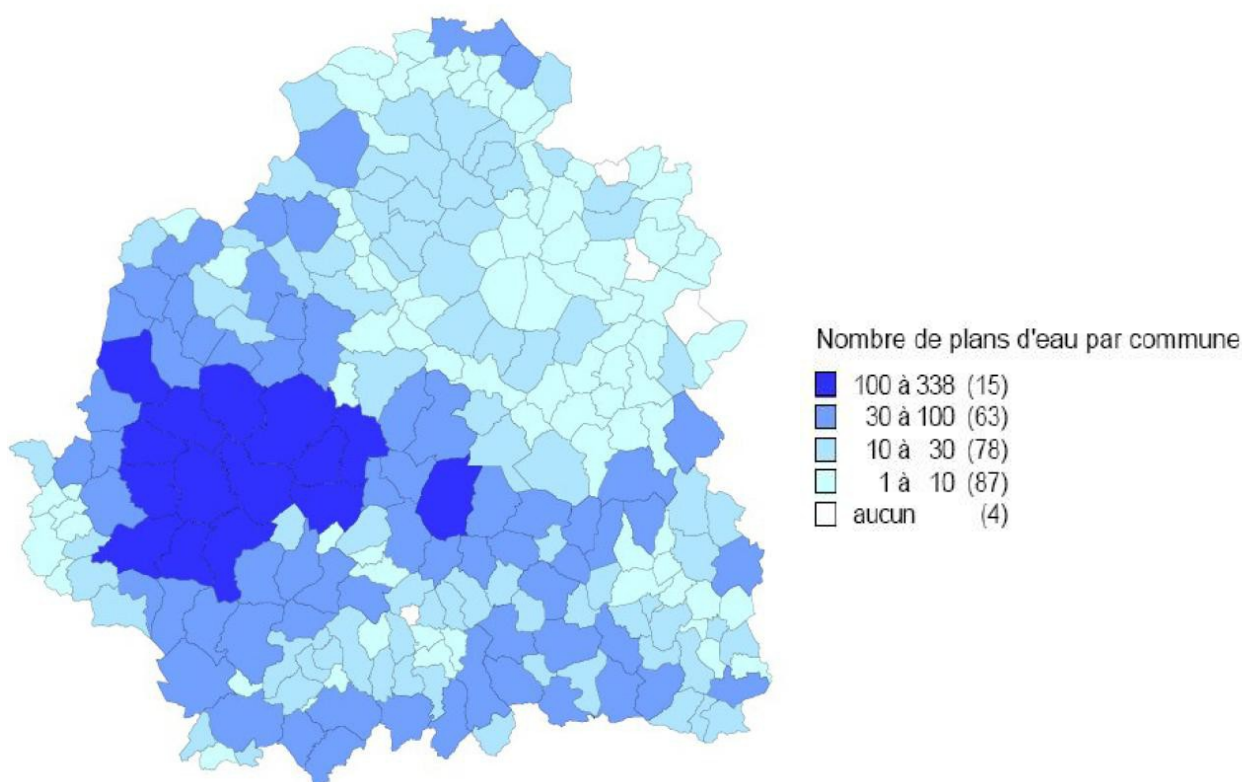 Nombre de plans d'eau par commune
100 à 338 (15)
30 à 100 (63)
10 à 30 (78)
1 à 10 (87)
aucun (4)